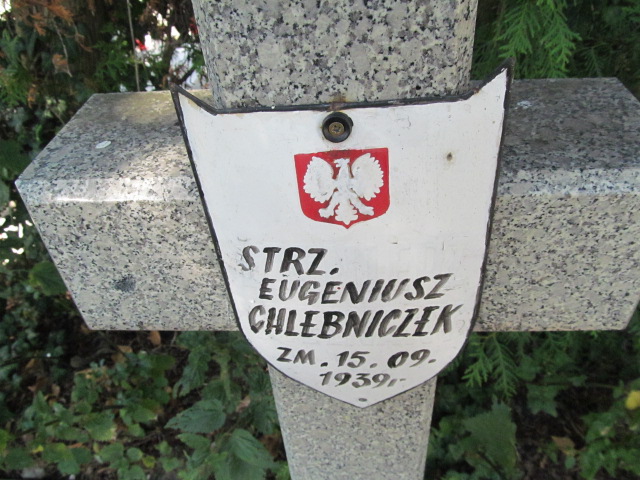 STRZ.
EUGENIUSZ
CHLEBNICZEK
ZM. 15. 09.
1939r.